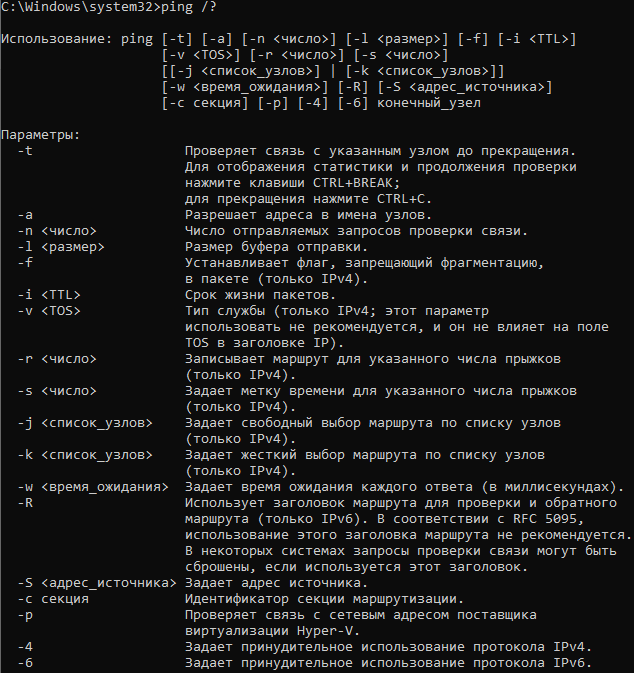 C:\Windows\system32>ping /?
Использование: ping [-t] [-a] [-n <число>] [-l <размер>] [-f] [-i <TTL>]
[-v <TOS>] [-r <число>] [-s <число>]
[[-j <список_узлов>] | [-k <список_узлов>]]
[-w <время_ожидания>] [-R] [-S <адрес_источника>]
[-c секция] [-p] [-4] [-6] конечный_узел
Параметры:
-t Проверяет связь с указанным узлом до прекращения.
Для отображения статистики и продолжения проверки
нажмите клавиши CTRL+BREAK;
для прекращения нажмите CTRL+C.
-a Разрешает адреса в имена узлов.
-n <число> Число отправляемых запросов проверки связи.
-l <размер> Размер буфера отправки.
-f Устанавливает флаг, запрещающий фрагментацию,
в пакете (только IPv4).
-i <TTL> Срок жизни пакетов.
-v <TOS> Тип службы (только IPv4; этот параметр
использовать не рекомендуется, и он не влияет на поле
TOS в заголовке IP).
-r <число> Записывает маршрут для указанного числа прыжков
(только IPv4).
-s <число> Задает метку времени для указанного числа прыжков
(только IPv4).
-j <список_узлов> Задает свободный выбор маршрута по списку узлов
(только IPv4).
-k <список_узлов> Задает жесткий выбор маршрута по списку узлов
(только IPv4).
-w <время_ожидания> Задает время ожидания каждого ответа (в миллисекундах).
-R Использует заголовок маршрута для проверки и обратного
маршрута (только IPv6). В соответствии с RFC 5095,
использование этого заголовка маршрута не рекомендуется.
В некоторых системах запросы проверки связи могут быть
сброшены, если используется этот заголовок.
-S <адрес_источника> Задает адрес источника.
-c секция Идентификатор секции маршрутизации.
-p Проверяет связь с сетевым адресом поставщика
виртуализации Hyper-V.
-4 Задает принудительное использование протокола IPv4.
-6 Задает принудительное использование протокола IPv6.